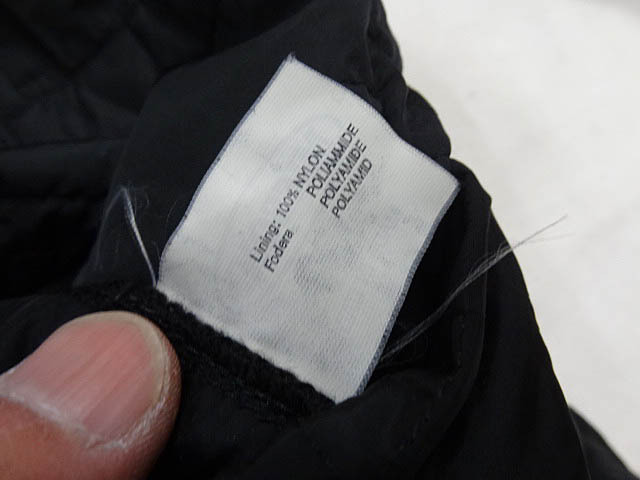 Lining: 100% NYLON
Fodera POLIAMMIDE
POLYAMIDE
POLYAMID